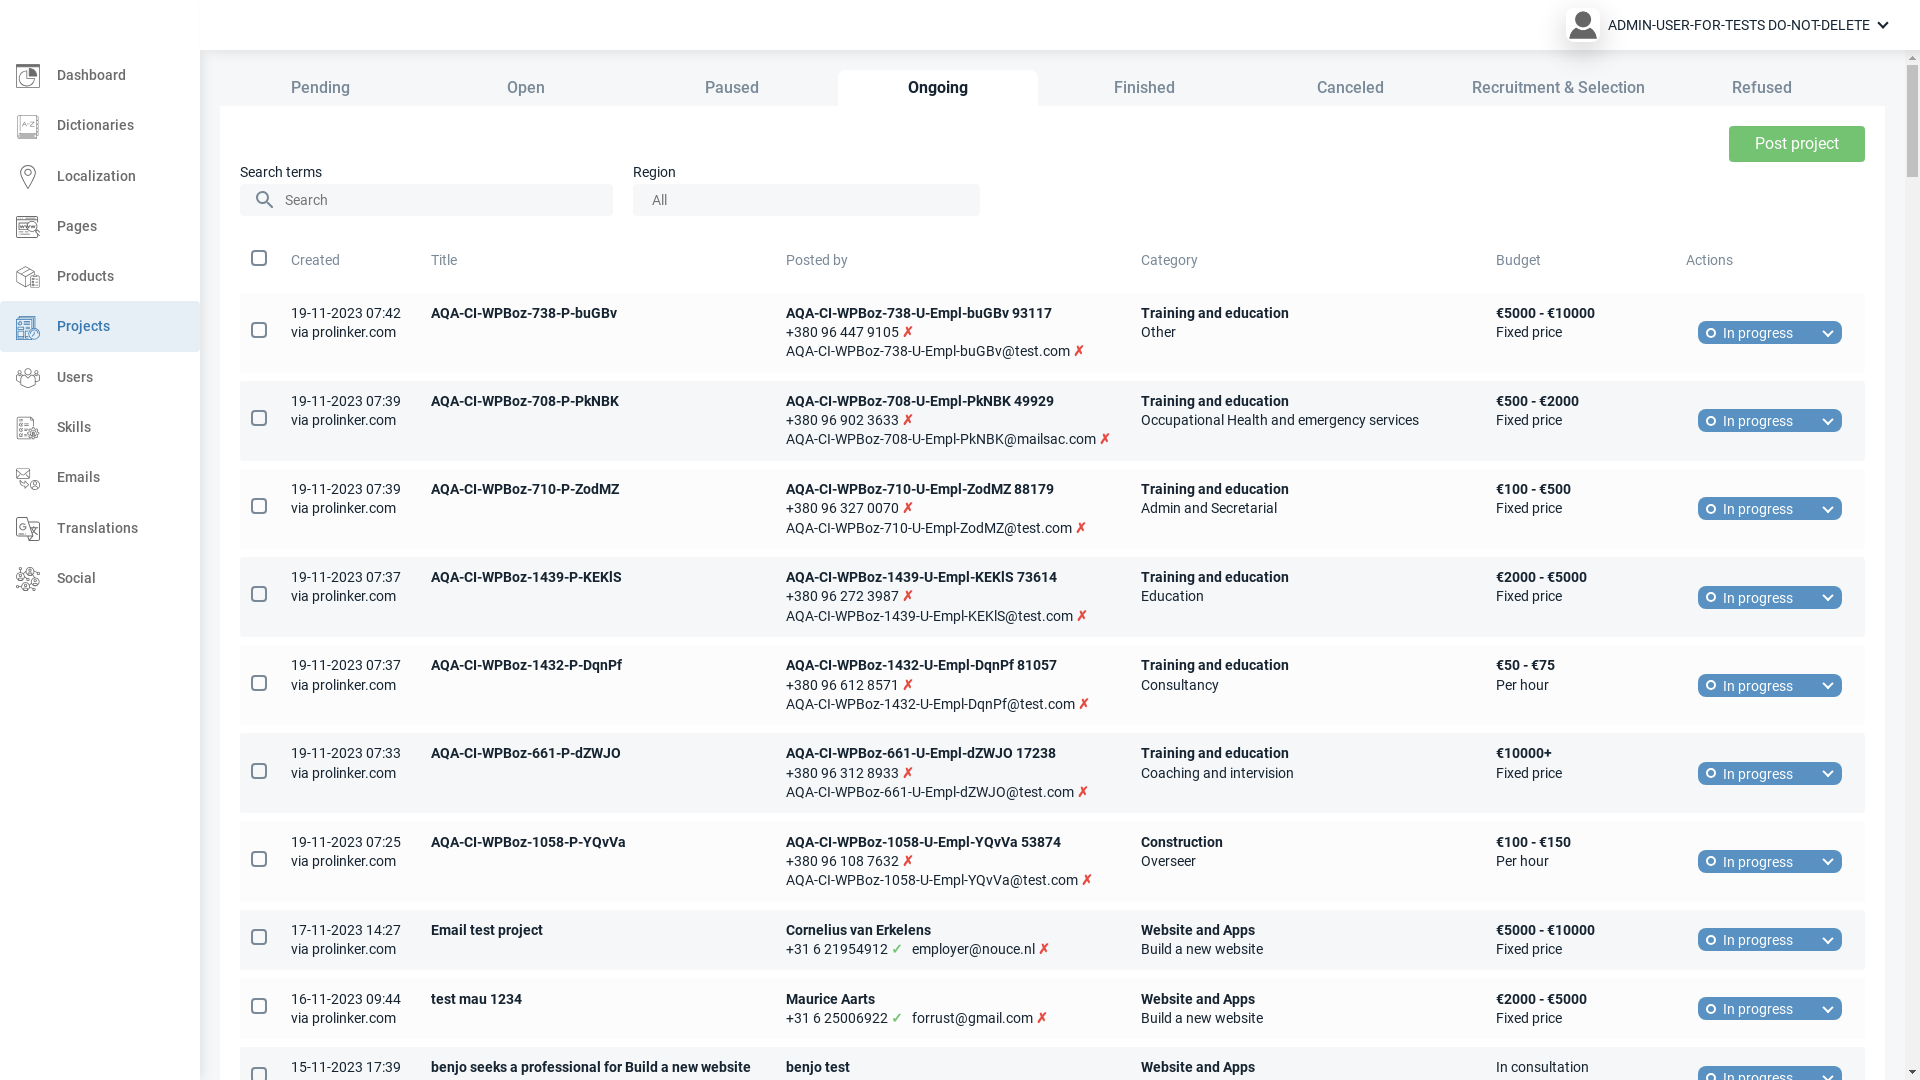 ADMIN-USER-FOR-TESTS DO-NOT-DELETE
Dashboard
Dictionaries
Localization
Pages
Products
Projects
Users
Skills
Emails
Translations
Social
Pending
Open
Paused
Ongoing
Finished
Canceled
Recruitment & Selection
Refused
Post project
Search terms
Region
Search
All
Created
Title
Posted by
Category
Budget
Actions
19-11-2023 07:42
via prolinker.com
AQA-CI-WPBoz-738-P-buGBv
AQA-CI-WPBoz-738-U-Empl-buGBv 93117
+380 96 447 9105 ✗
AQA-CI-WPBoz-738-U-Empl-buGBv@test.com ✗
Training and education
Other
€5000 - €10000
Fixed price
In progress
19-11-2023 07:39
via prolinker.com
AQA-CI-WPBoz-708-P-PkNBK
AQA-CI-WPBoz-708-U-Empl-PkNBK 49929
+380 96 902 3633 ✗
AQA-CI-WPBoz-708-U-Empl-PkNBK@mailsac.com ✗
Training and education
Occupational Health and emergency services
€500 - €2000
Fixed price
In progress
19-11-2023 07:39
via prolinker.com
AQA-CI-WPBoz-710-P-ZodMZ
AQA-CI-WPBoz-710-U-Empl-ZodMZ 88179
+380 96 327 0070 ✗
AQA-CI-WPBoz-710-U-Empl-ZodMZ@test.com ✗
Training and education
Admin and Secretarial
€100 - €500
Fixed price
In progress
19-11-2023 07:37
via prolinker.com
AQA-CI-WPBoz-1439-P-KEKlS
AQA-CI-WPBoz-1439-U-Empl-KEKlS 73614
+380 96 272 3987 ✗
AQA-CI-WPBoz-1439-U-Empl-KEKlS@test.com ✗
Training and education
Education
€2000 - €5000
Fixed price
In progress
19-11-2023 07:37
via prolinker.com
AQA-CI-WPBoz-1432-P-DqnPf
AQA-CI-WPBoz-1432-U-Empl-DqnPf 81057
+380 96 612 8571 ✗
AQA-CI-WPBoz-1432-U-Empl-DqnPf@test.com ✗
Training and education
Consultancy
€50 - €75
Per hour
In progress
19-11-2023 07:33
via prolinker.com
AQA-CI-WPBoz-661-P-dZWJO
AQA-CI-WPBoz-661-U-Empl-dZWJO 17238
+380 96 312 8933 ✗
AQA-CI-WPBoz-661-U-Empl-dZWJO@test.com ✗
Training and education
Coaching and intervision
€10000+
Fixed price
In progress
19-11-2023 07:25
via prolinker.com
AQA-CI-WPBoz-1058-P-YQvVa
AQA-CI-WPBoz-1058-U-Empl-YQvVa 53874
+380 96 108 7632 ✗
AQA-CI-WPBoz-1058-U-Empl-YQvVa@test.com ✗
Construction
Overseer
€100 - €150
Per hour
In progress
17-11-2023 14:27
via prolinker.com
Email test project
Cornelius van Erkelens
+31 6 21954912 ✓ employer@nouce.nl ✗
Website and Apps
Build a new website
€5000 - €10000
Fixed price
In progress
16-11-2023 09:44
via prolinker.com
test mau 1234
Maurice Aarts
+31 6 25006922 ✓ forrust@gmail.com ✗
Website and Apps
Build a new website
€2000 - €5000
Fixed price
In progress
15-11-2023 17:39
benjo seeks a professional for Build a new website
benjo test
Website and Apps
In consultation
In progress